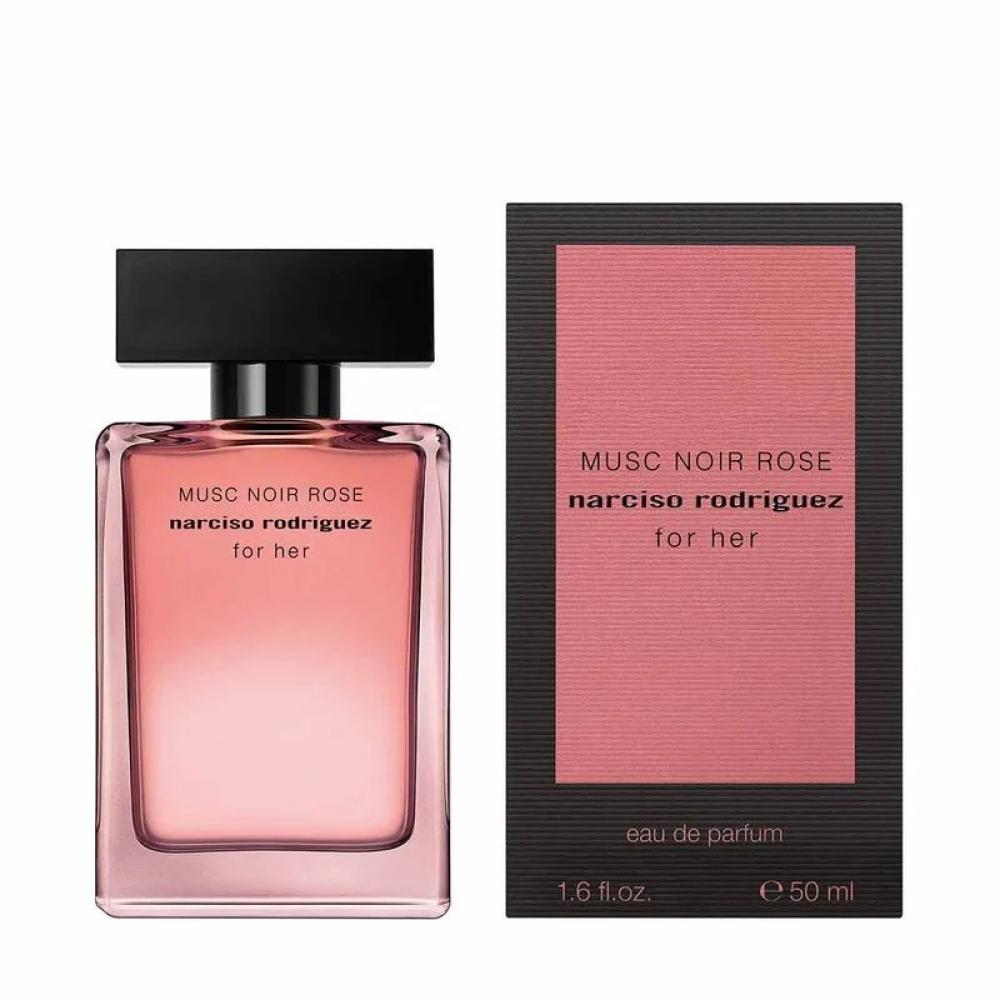 MUSC NOIR ROSE
narciso rodriguez
for her
MUSC NOIR ROSE
narciso rodriguez
for her
eau de parfum
1.6 fl.oz. ℮ 50 ml